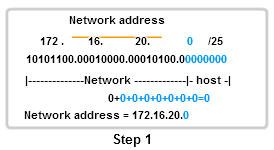 Network address
172 . 16. 20. 0 /25
10101100.00010000.00010100.00000000
|--------------Network -------------|- host -|
0+0+0+0+0+0+0=0
Network address = 172.16.20.0
Step 1